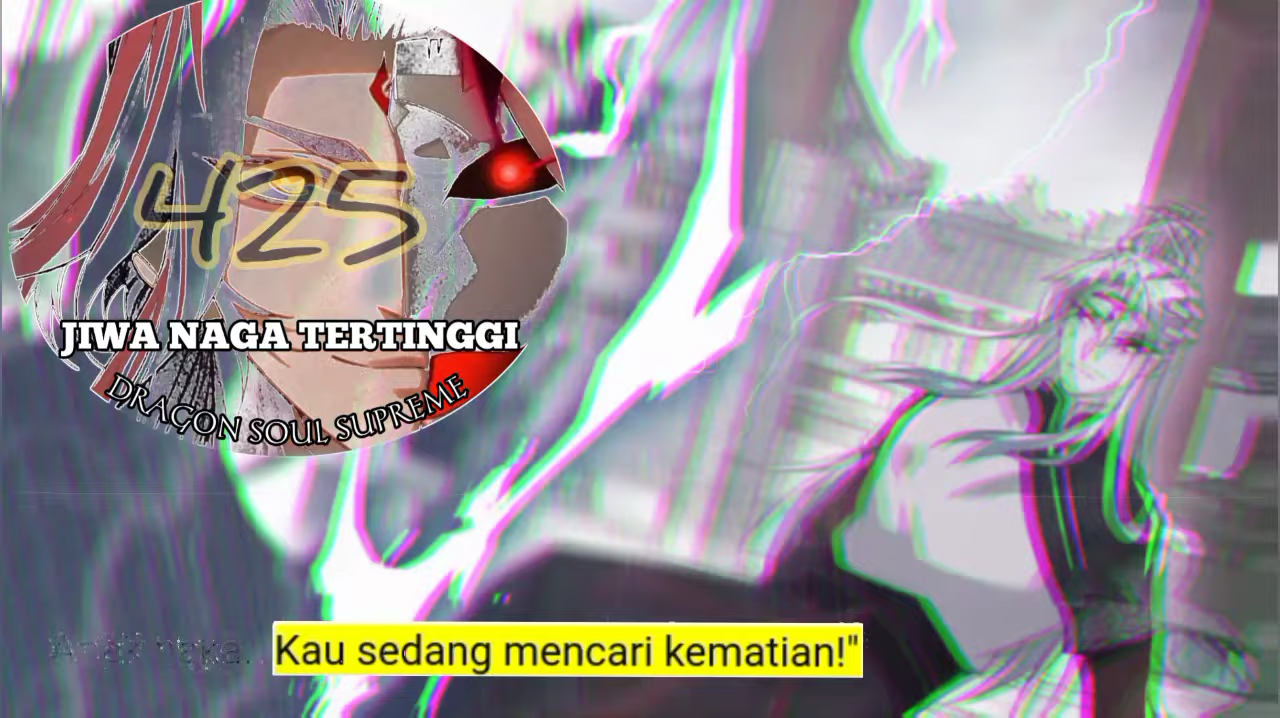 425
JIWA NAGA TERTINGGI
DRAGON SOUL SUPREME
Kau sedang mencari kematian!"